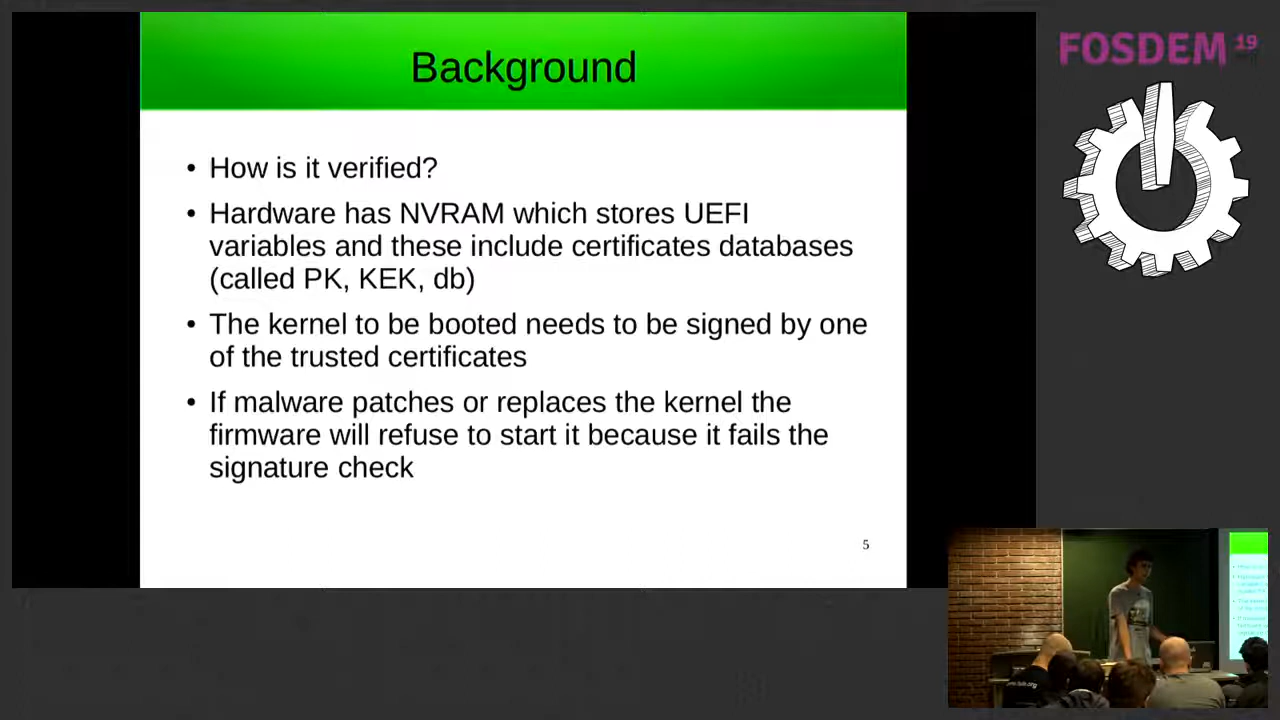 Background
• How is it verified?
• Hardware has NVRAM which stores UEFI
variables and these include certificates databases
(called PK, KEK, db)
• The kernel to be booted needs to be signed by one
of the trusted certificates
• If malware patches or replaces the kernel the
firmware will refuse to start it because it fails the
signature check
5
FOSDEM 19